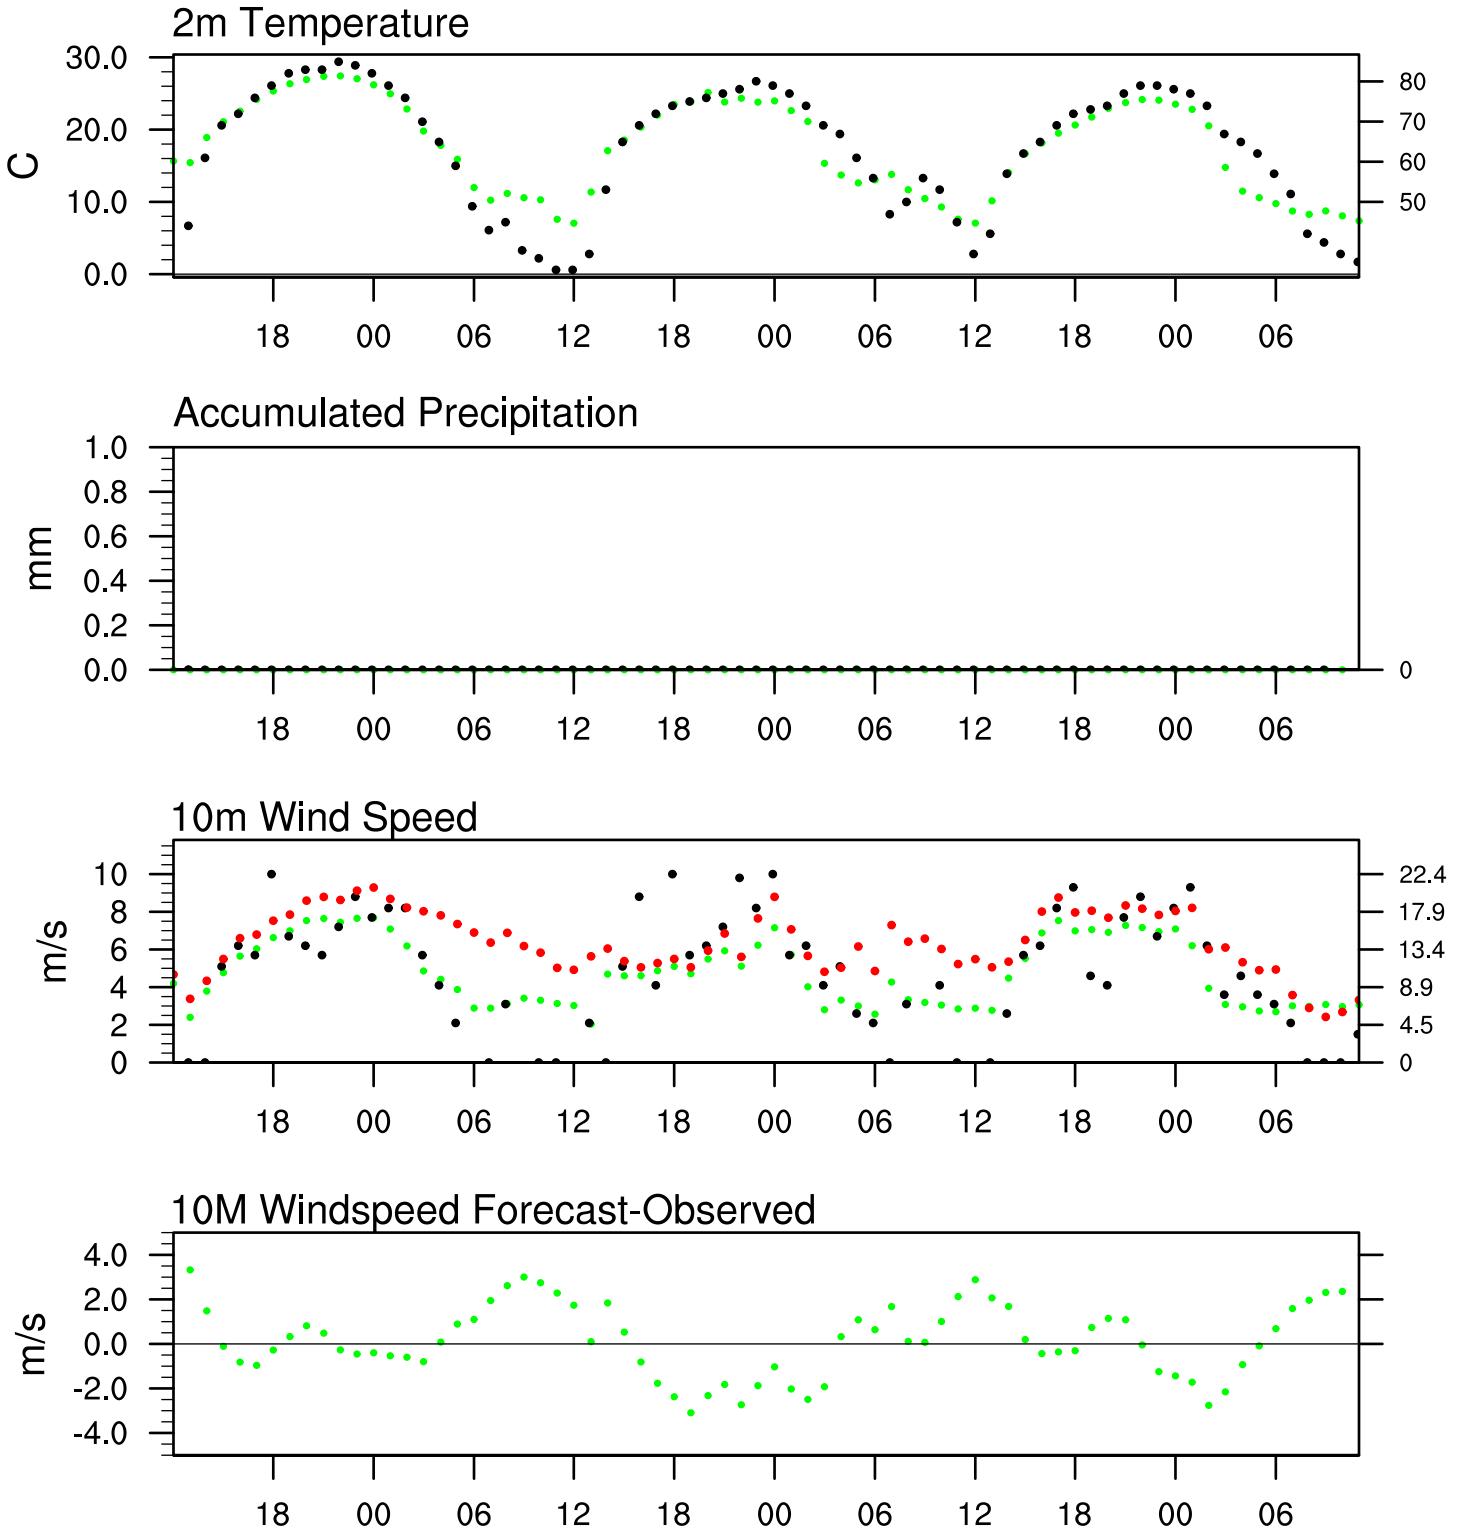 2m Temperature
30.0
20.0
10.0
0.0
C
80
70
60
50
18 00 06 12 18 00 06 12 18 00 06
Accumulated Precipitation
1.0
0.8
0.6
0.4
0.2
0.0
mm
0
18 00 06 12 18 00 06 12 18 00 06
10m Wind Speed
10
8
6
4
2
0
m/s
22.4
17.9
13.4
8.9
4.5
0
18 00 06 12 18 00 06 12 18 00 06
10M Windspeed Forecast-Observed
4.0
2.0
0.0
-2.0
-4.0
m/s
18 00 06 12 18 00 06 12 18 00 06